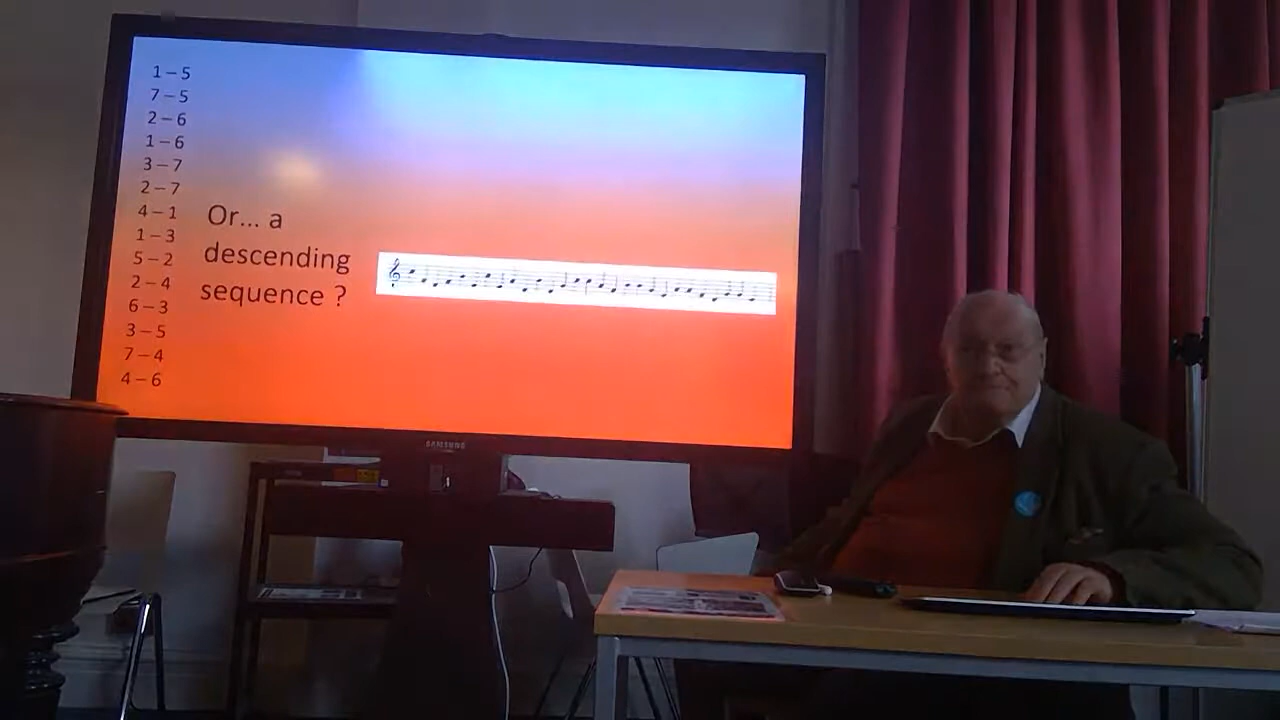 1 – 5
7 – 5
2 – 6
1 – 6
3 – 7
2 – 7
4 – 1
1 – 3
5 – 2
2 – 4
6 – 3
3 – 5
7 – 4
4 – 6
Or... a
descending
sequence ?
SAMSUNG